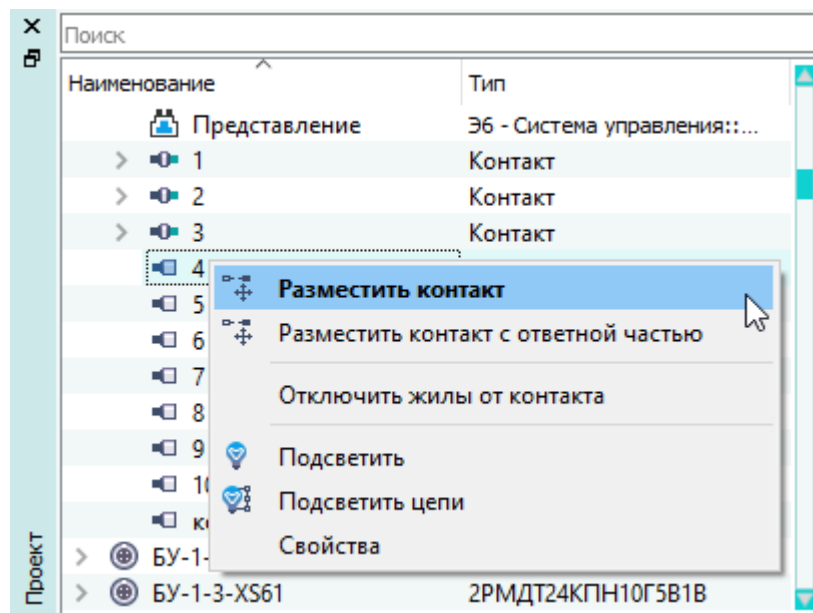 Поиск
Наименование Тип
Представление Э6 - Система управления::...
1 Контакт
2 Контакт
3 Контакт
4
Разместить контакт
5
6 Разместить контакт с ответной частью
7
8 Отключить жилы от контакта
9
Подсветить
Подсветить цепи
Свойства
БУ-1-
БУ-1-3-XS61 2РМДТ24КПН10Г5В1В
Проект